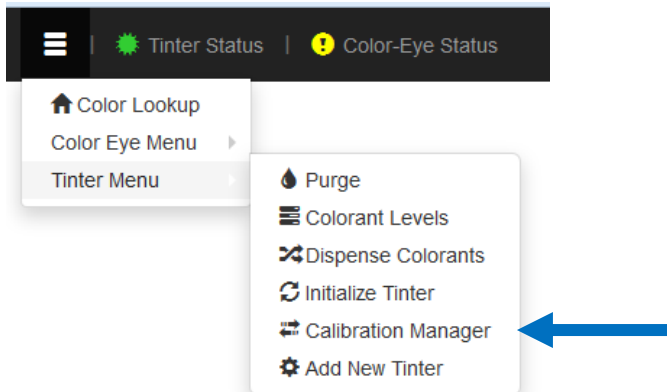 | Tinter Status | Color-Eye Status
Color Lookup
Color Eye Menu
Tinter Menu
Purge
Colorant Levels
Dispense Colorants
Initialize Tinter
Calibration Manager
Add New Tinter